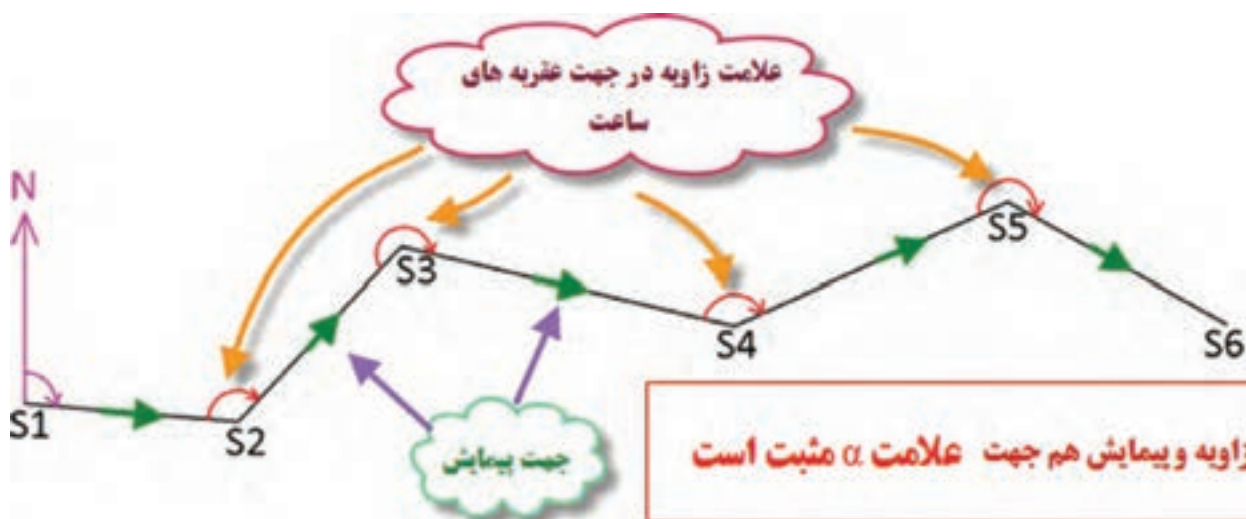 علامت زاویه در جهت عقربه های
ساعت
N
S1
S2
S3
S4
S5
S6
جهت پیمایش
زاویه و پیمایش هم جهت علامت α مثبت است